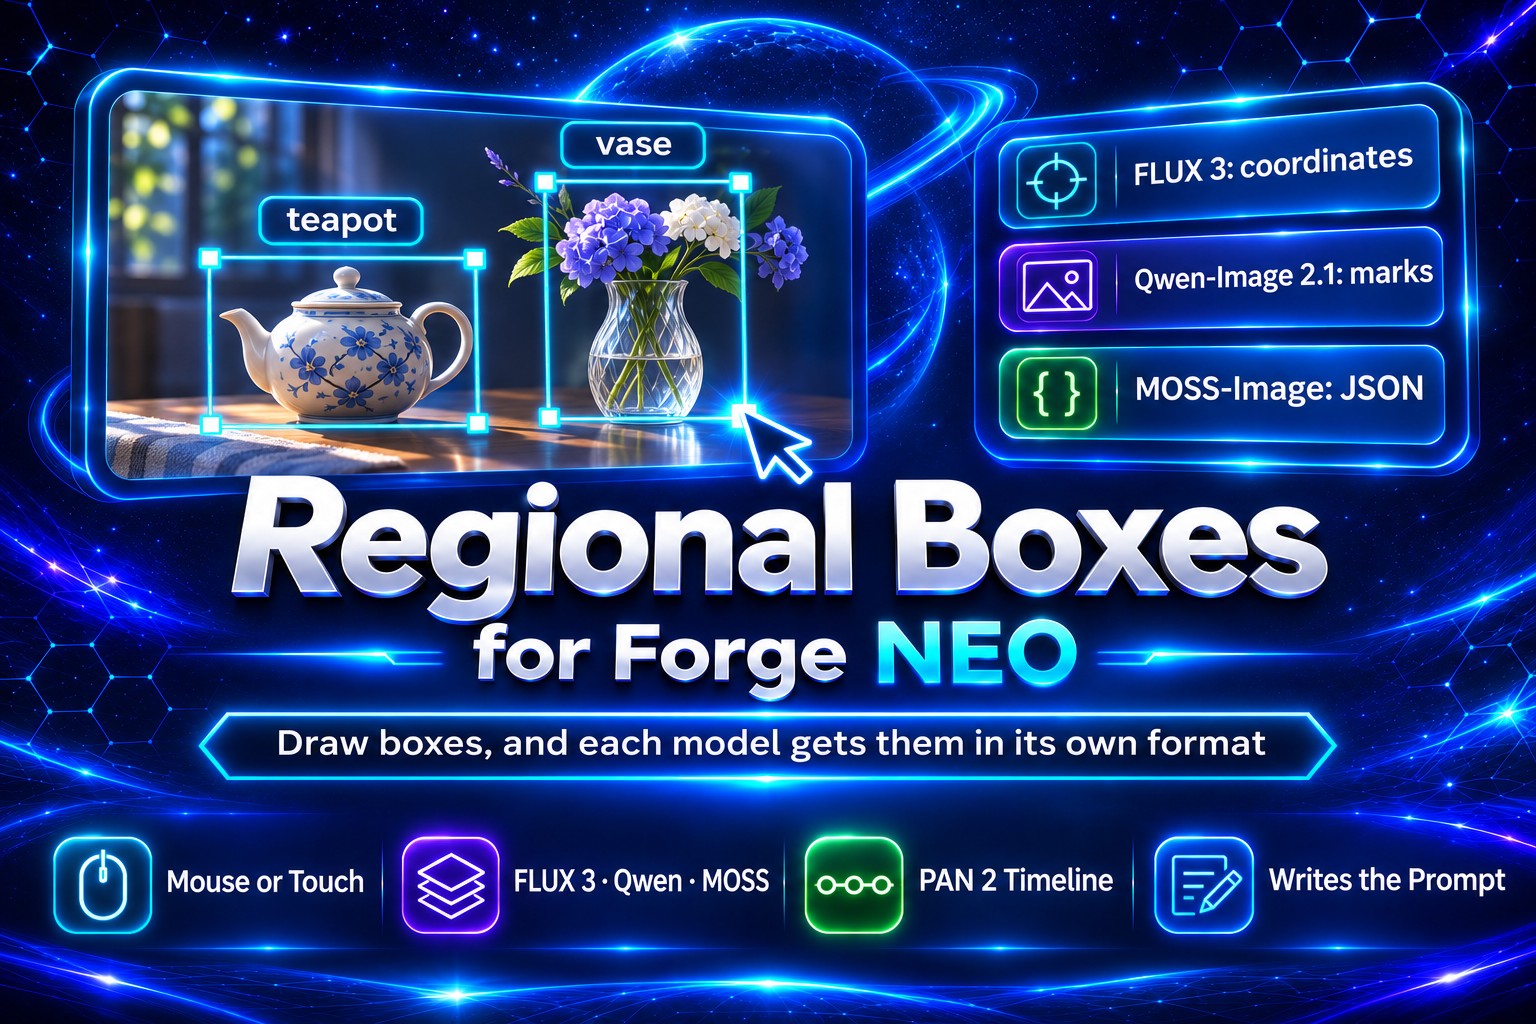 vase
teapot
FLUX 3: coordinates
Qwen-Image 2.1: marks
{ } MOSS-Image: JSON
Regional Boxes
for Forge NEO
Draw boxes, and each model gets them in its own format
Mouse or Touch
FLUX 3 · Qwen · MOSS
PAN 2 Timeline
Writes the Prompt